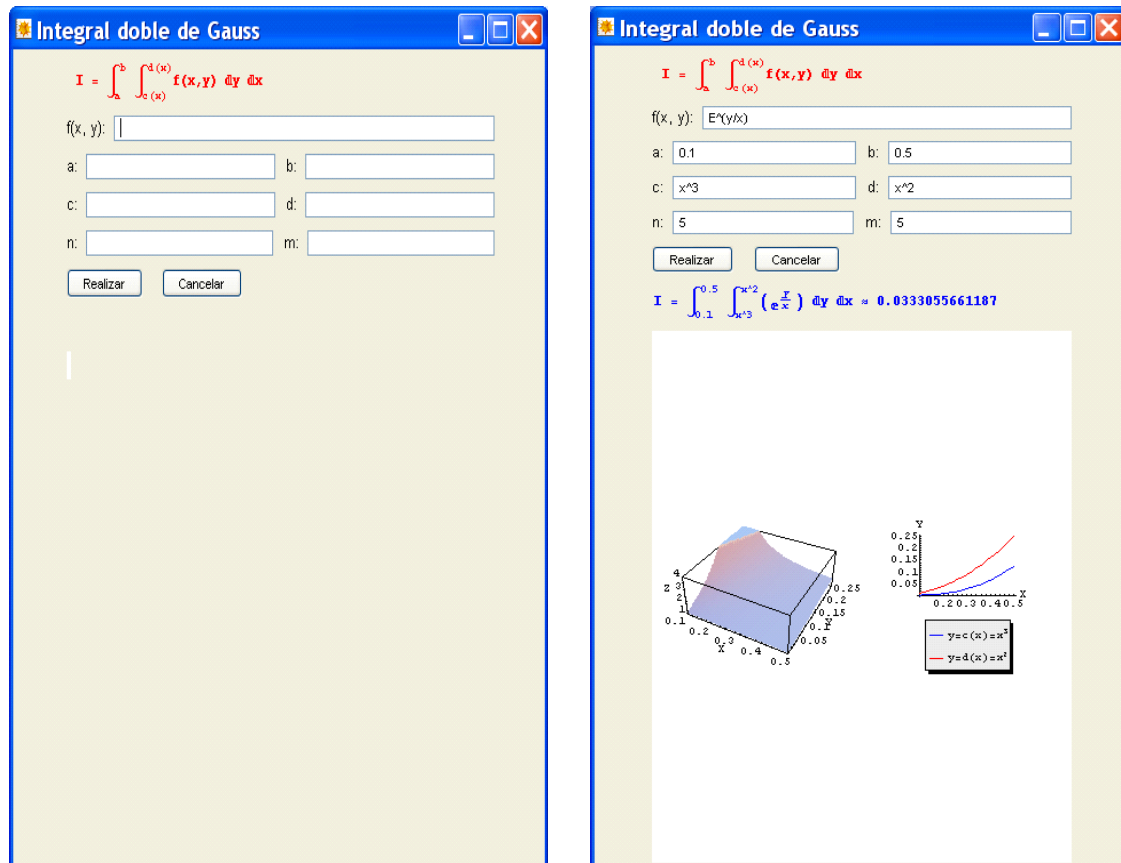 Integral doble de Gauss
I = ∫_a^b ∫_c(x)^d(x) f(x,y) ⅆy ⅆx
f(x, y):
a: b:
c: d:
n: m:
Realizar Cancelar
Integral doble de Gauss
I = ∫_a^b ∫_c(x)^d(x) f(x,y) ⅆy ⅆx
f(x, y): E^(y/x)
a: 0.1 b: 0.5
c: x^3 d: x^2
n: 5 m: 5
Realizar Cancelar
I = ∫_0.1^0.5 ∫_x^3^x^2 (ⅇ^(y/x)) ⅆy ⅆx ≈ 0.0333055661187
4
Z 3
2
1
0.1
0.2
0.3
X
0.4
0.5
0.25
0.2
0.15
0.1
Y
0.05
Y
0.25
0.2
0.15
0.1
0.05
0.2 0.3 0.4 0.5
X
y=c(x)=x³
y=d(x)=x²